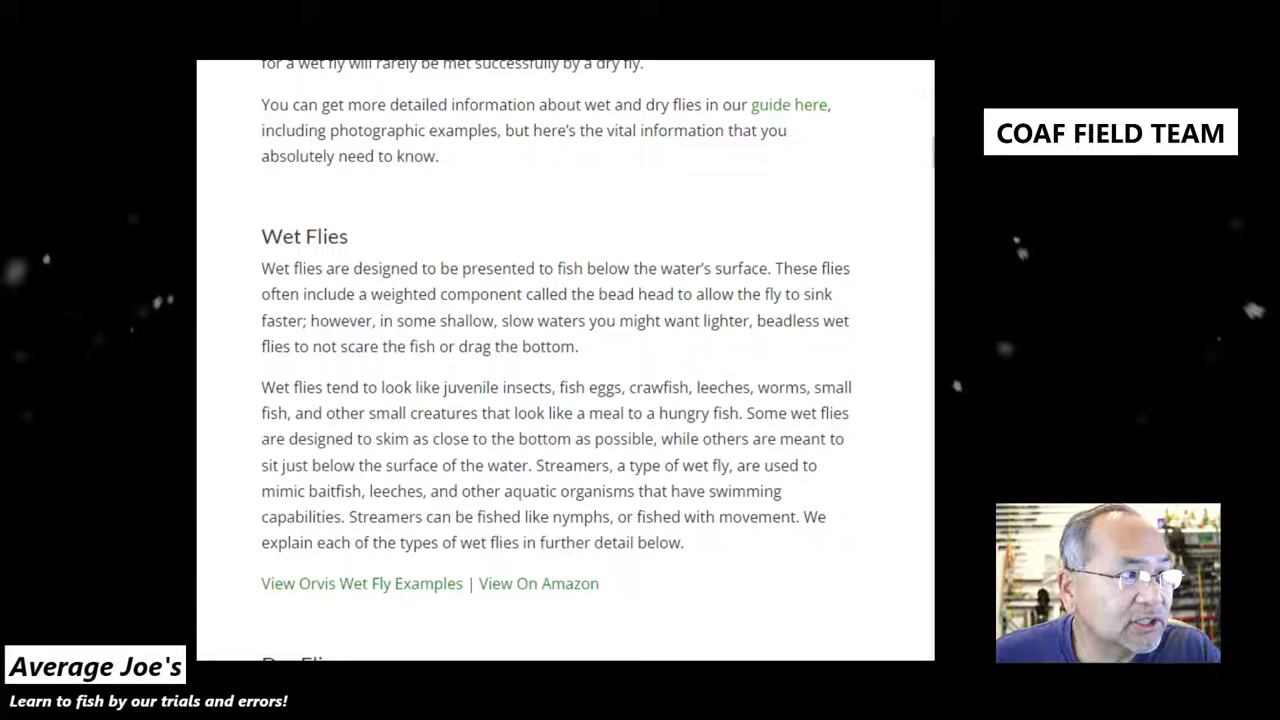 for a wet fly will rarely be met successfully by a dry fly.
You can get more detailed information about wet and dry flies in our guide here,
including photographic examples, but here's the vital information that you
absolutely need to know.
Wet Flies
Wet flies are designed to be presented to fish below the water's surface. These flies
often include a weighted component called the bead head to allow the fly to sink
faster; however, in some shallow, slow waters you might want lighter, beadless wet
flies to not scare the fish or drag the bottom.
Wet flies tend to look like juvenile insects, fish eggs, crawfish, leeches, worms, small
fish, and other small creatures that look like a meal to a hungry fish. Some wet flies
are designed to skim as close to the bottom as possible, while others are meant to
sit just below the surface of the water. Streamers, a type of wet fly, are used to
mimic baitfish, leeches, and other aquatic organisms that have swimming
capabilities. Streamers can be fished like nymphs, or fished with movement. We
explain each of the types of wet flies in further detail below.
View Orvis Wet Fly Examples | View On Amazon
COAF FIELD TEAM
Average Joe's
Learn to fish by our trials and errors!